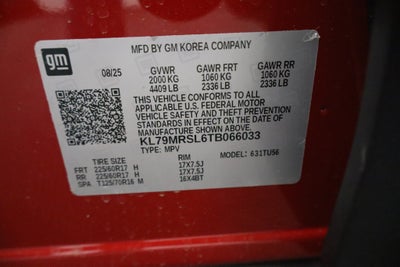 gm
MFD BY GM KOREA COMPANY
08/25 GVWR GAWR FRT GAWR RR
2000 KG 1060 KG 1060 KG
4409 LB 2336 LB 2336 LB
THIS VEHICLE CONFORMS TO ALL
APPLICABLE U.S. FEDERAL MOTOR
VEHICLE SAFETY AND THEFT
PREVENTION STANDARDS IN EFFECT ON
THE DATE OF MANUFACTURE SHOWN ABOVE.
KL79MRSL6TB066033
TYPE: MPV MODEL: 631TU56
TIRE SIZE RIM
FRT 225/60R17 H 17X7.5J
RR 225/60R17 H 17X7.5J
SPA T125/70R16 M 16X4BT